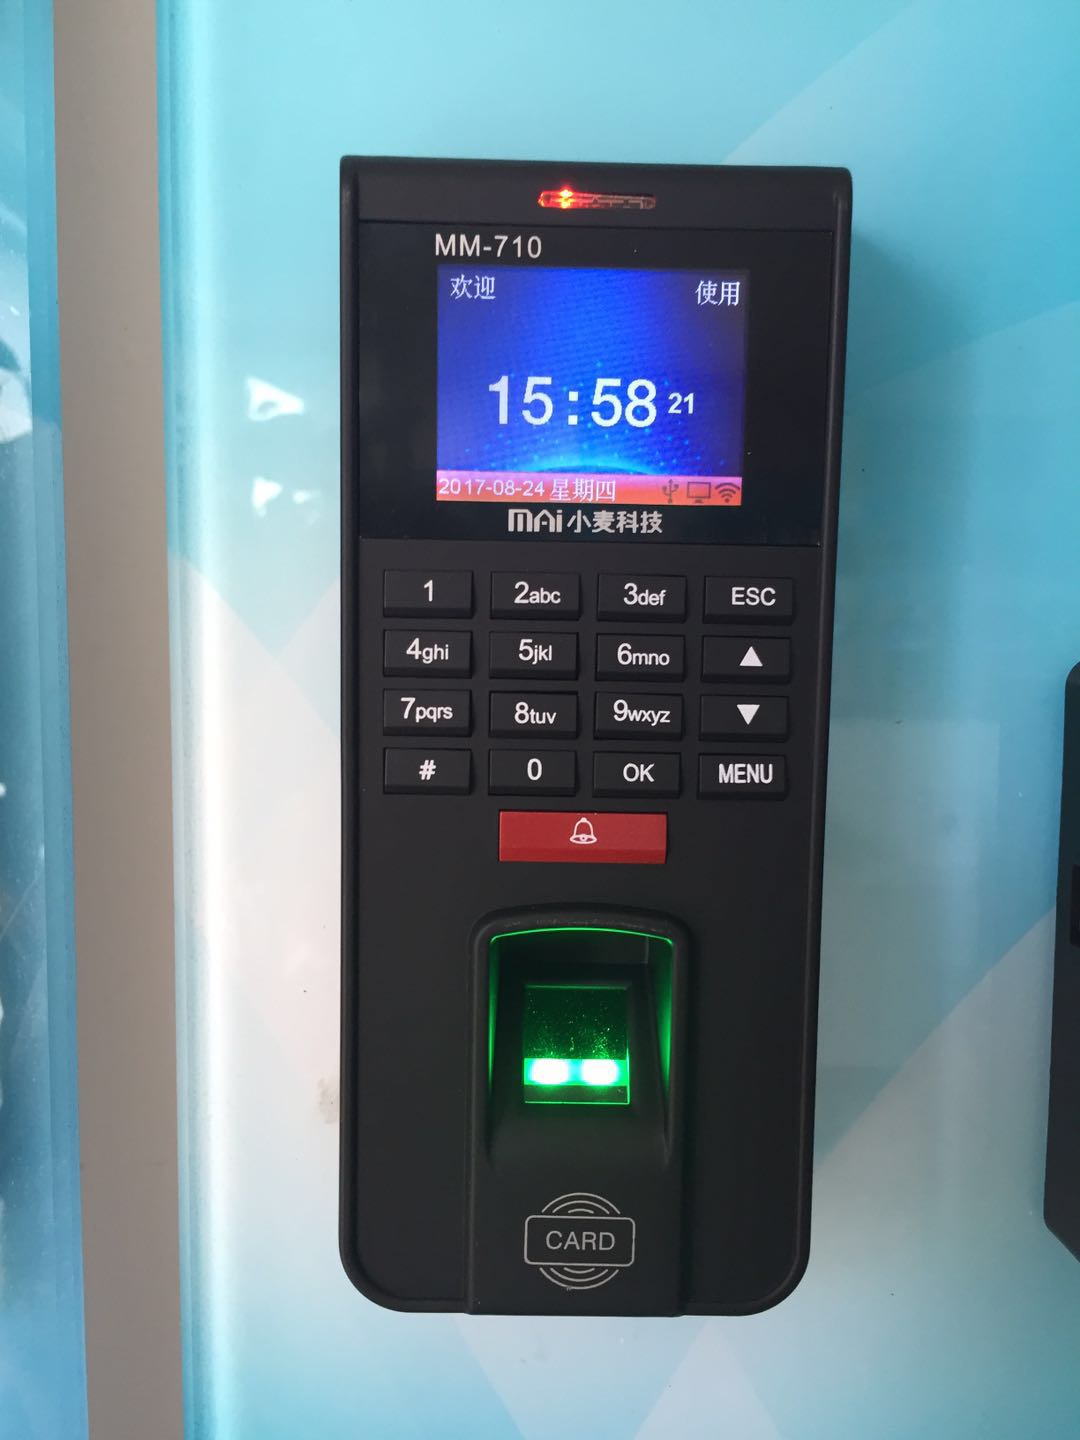 MM-710
欢迎 使用
15:58 21
2017-08-24 星期四
MAi 小麦科技
1 2abc 3def ESC
4ghi 5jkl 6mno ▲
7pqrs 8tuv 9wxyz ▼
# 0 OK MENU
CARD